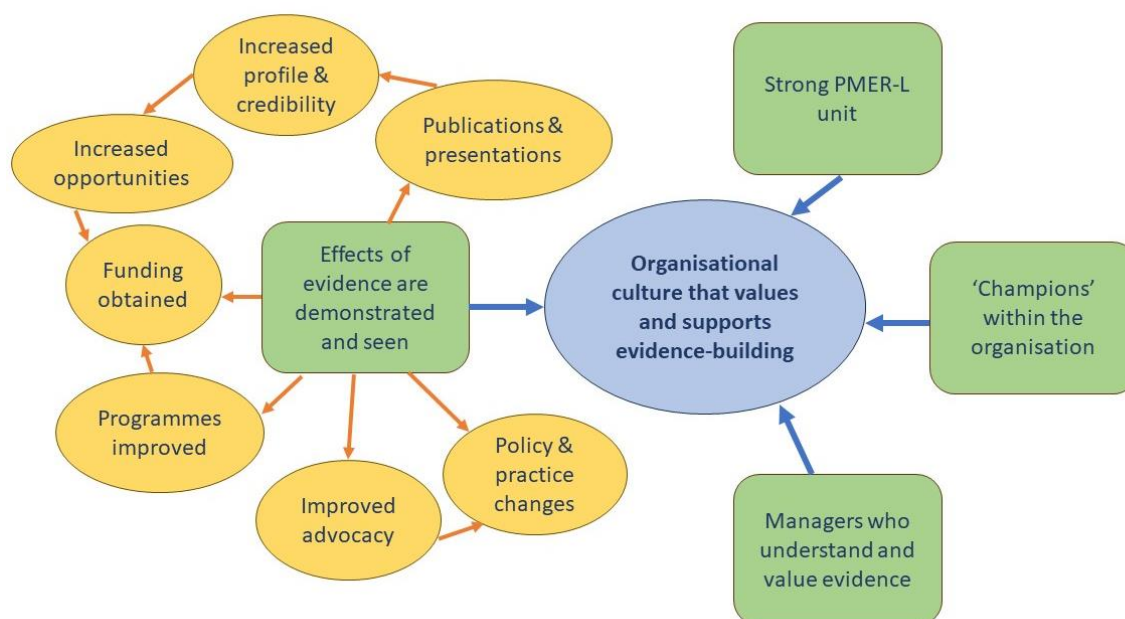 Increased
profile &
credibility
Strong PMER-L
unit
Publications &
presentations
Increased
opportunities
Funding
obtained
Effects of
evidence are
demonstrated
and seen
Organisational
culture that values
and supports
evidence-building
‘Champions’
within the
organisation
Programmes
improved
Policy &
practice
changes
Improved
advocacy
Managers who
understand and
value evidence